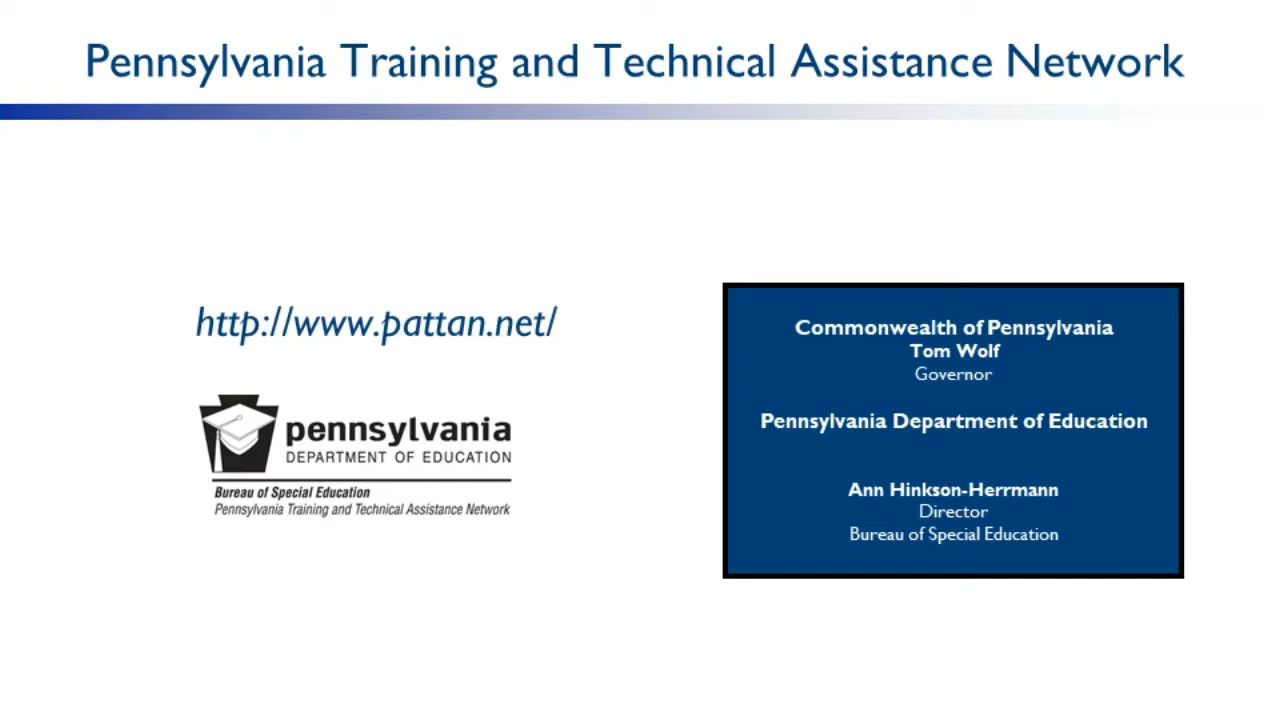 Pennsylvania Training and Technical Assistance Network
http://www.pattan.net/
pennsylvania
DEPARTMENT OF EDUCATION
Bureau of Special Education
Pennsylvania Training and Technical Assistance Network
Commonwealth of Pennsylvania
Tom Wolf
Governor
Pennsylvania Department of Education
Ann Hinkson-Herrmann
Director
Bureau of Special Education